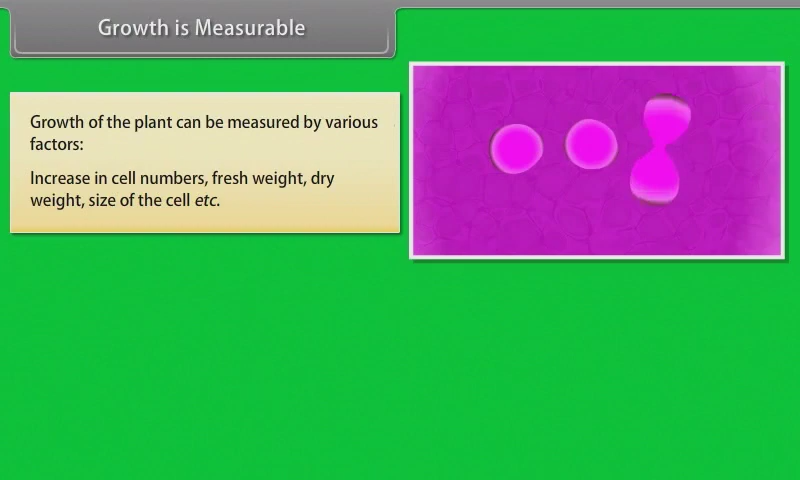 Growth is Measurable
Growth of the plant can be measured by various
factors:
Increase in cell numbers, fresh weight, dry
weight, size of the cell etc.